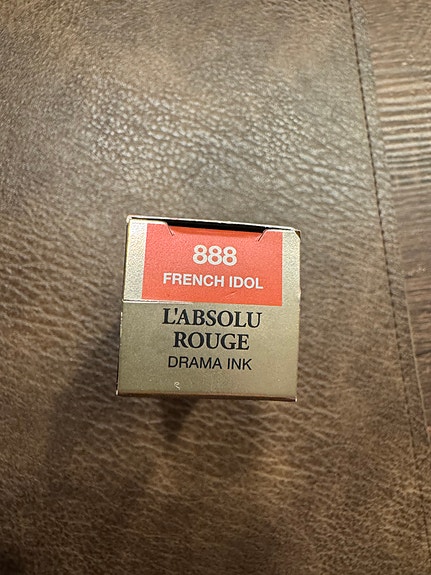 888
FRENCH IDOL
L'ABSOLU
ROUGE
DRAMA INK